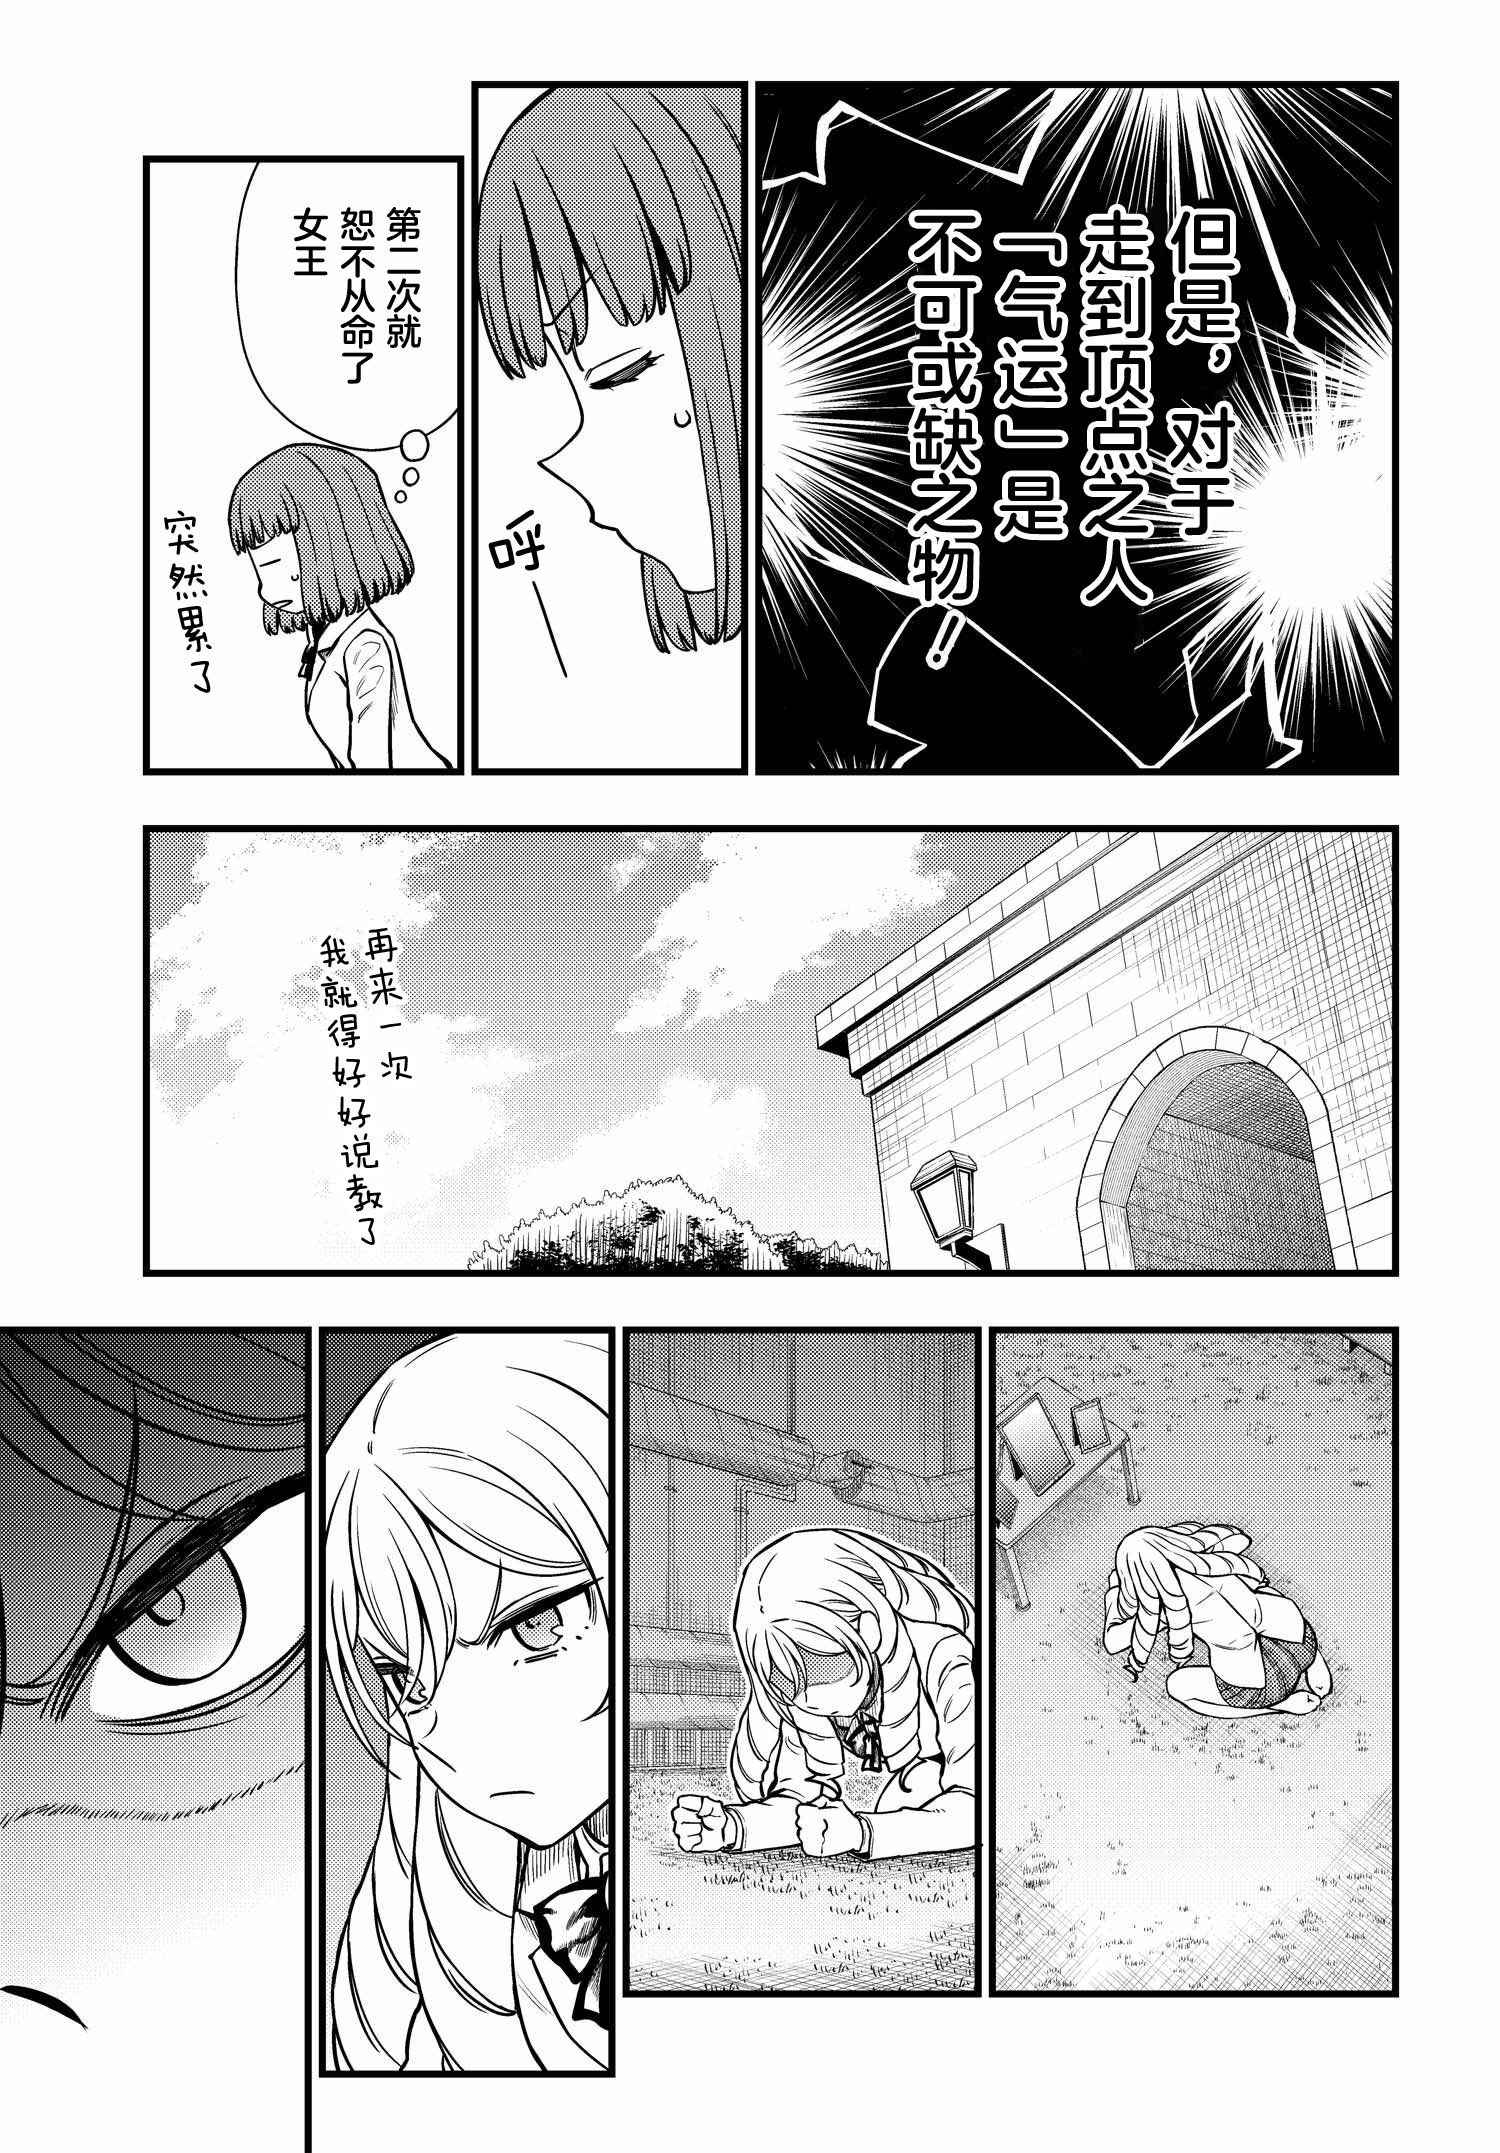 但是，对于
走到顶点之人
「气运」是
不可或缺之物！
呼
第二次就
恕不从命了
女王
突然累了
再来一次
我就得好好说教了